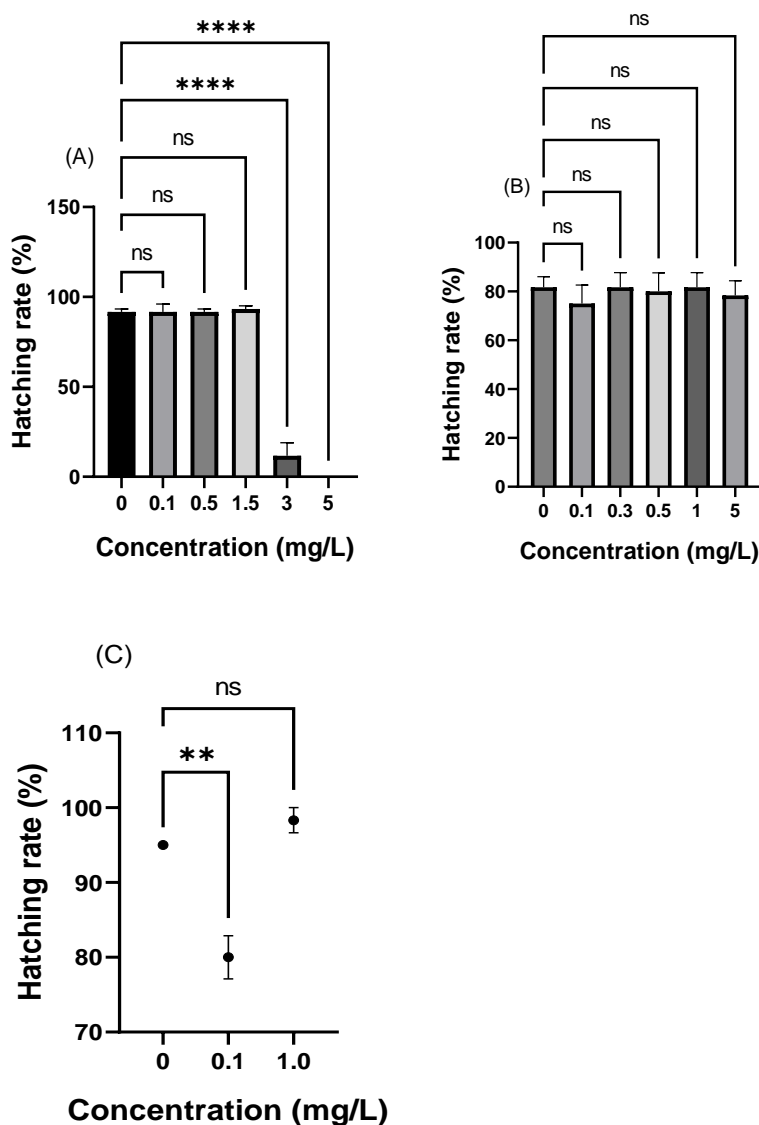 (A)
****
****
ns
ns
ns
150
100
50
0
Hatching rate (%)
0 0.1 0.5 1.5 3 5
Concentration (mg/L)
(B)
ns
ns
ns
ns
ns
100
80
60
40
20
0
Hatching rate (%)
0 0.1 0.3 0.5 1 5
Concentration (mg/L)
(C)
ns
**
110
100
90
80
70
Hatching rate (%)
0 0.1 1.0
Concentration (mg/L)